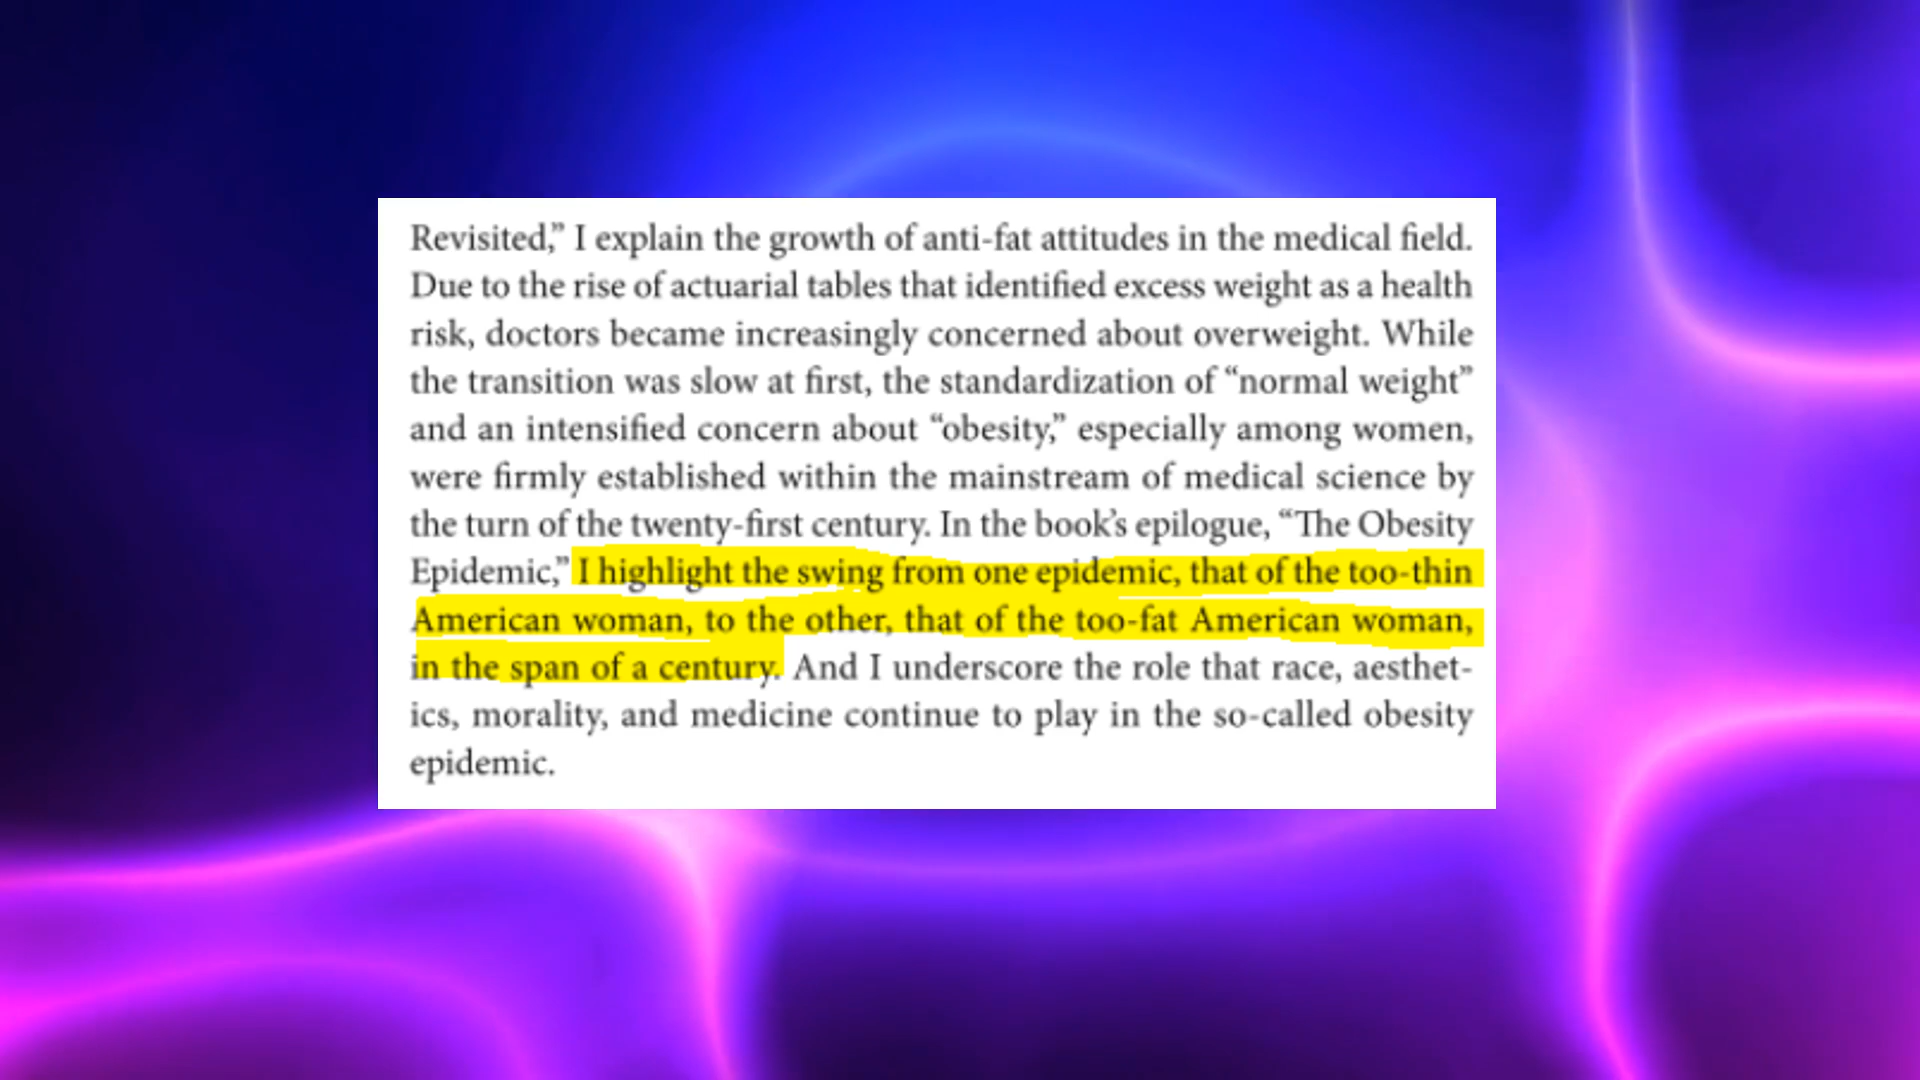 Revisited,” I explain the growth of anti-fat attitudes in the medical field.
Due to the rise of actuarial tables that identified excess weight as a health
risk, doctors became increasingly concerned about overweight. While
the transition was slow at first, the standardization of “normal weight”
and an intensified concern about “obesity,” especially among women,
were firmly established within the mainstream of medical science by
the turn of the twenty-first century. In the book’s epilogue, “The Obesity
Epidemic,” I highlight the swing from one epidemic, that of the too-thin
American woman, to the other, that of the too-fat American woman,
in the span of a century. And I underscore the role that race, aesthet-
ics, morality, and medicine continue to play in the so-called obesity
epidemic.